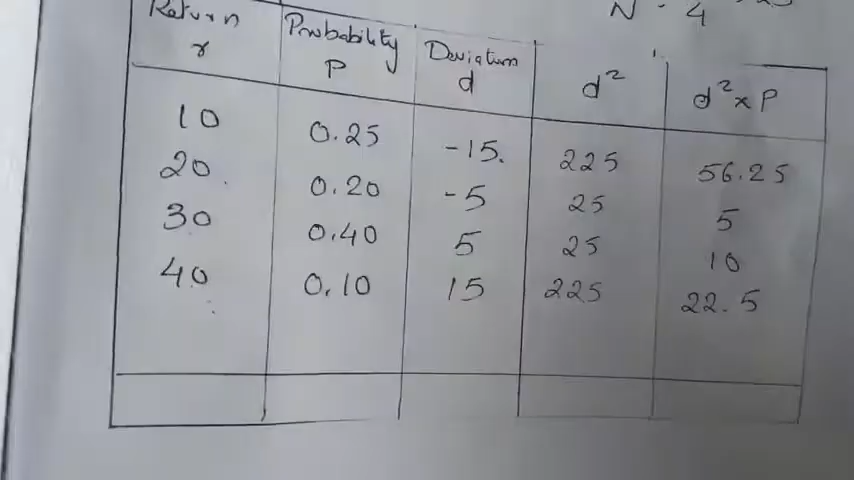 N . 4
Return Probability Deviation d² d² x P
r P d
10 0.25 -15. 225 56.25
20 0.20 -5 25 5
30 0.40 5 25 10
40 0.10 15 225 22.5